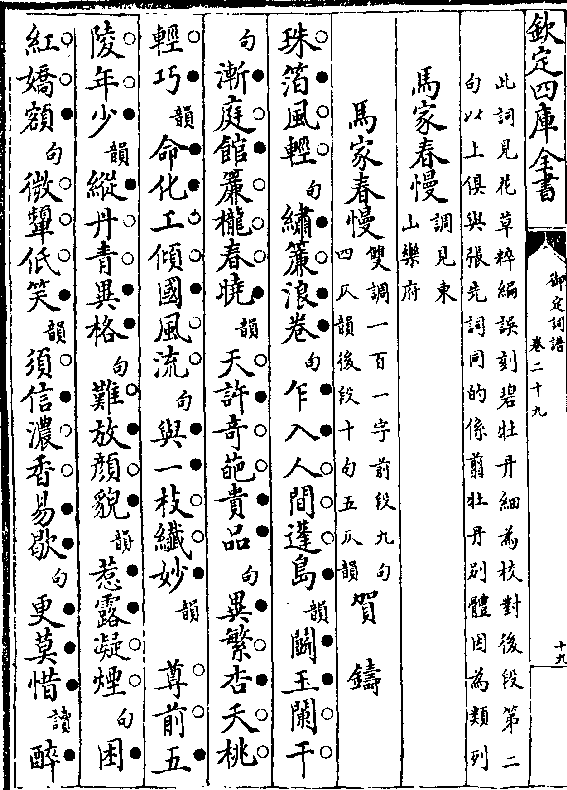 欽定四庫全書
御定詞譜
卷二十九
十九
此詞見花草粹編誤刻碧牡丹細為校對後段第二
句以上俱與張先詞同的係翦牡丹別體因為類列
馬家春慢調見東
山樂府
馬家春慢雙調一百一字前段九句
四仄韻後段十句五仄韻賀鑄
珠箔風輕句繡簾浪卷句乍入人間蓬島韻鬭玉闌干
句漸庭館簾櫳春曉韻天許奇葩貴品句異繁杏夭桃
輕巧韻命化工傾國風流句與一枝纖妙韻尊前五
陵年少韻縱丹青異格句難放顔貌韻惹露凝煙句困
紅嬌額句微顰低笑韻須信濃香易歇句更莫惜讀醉